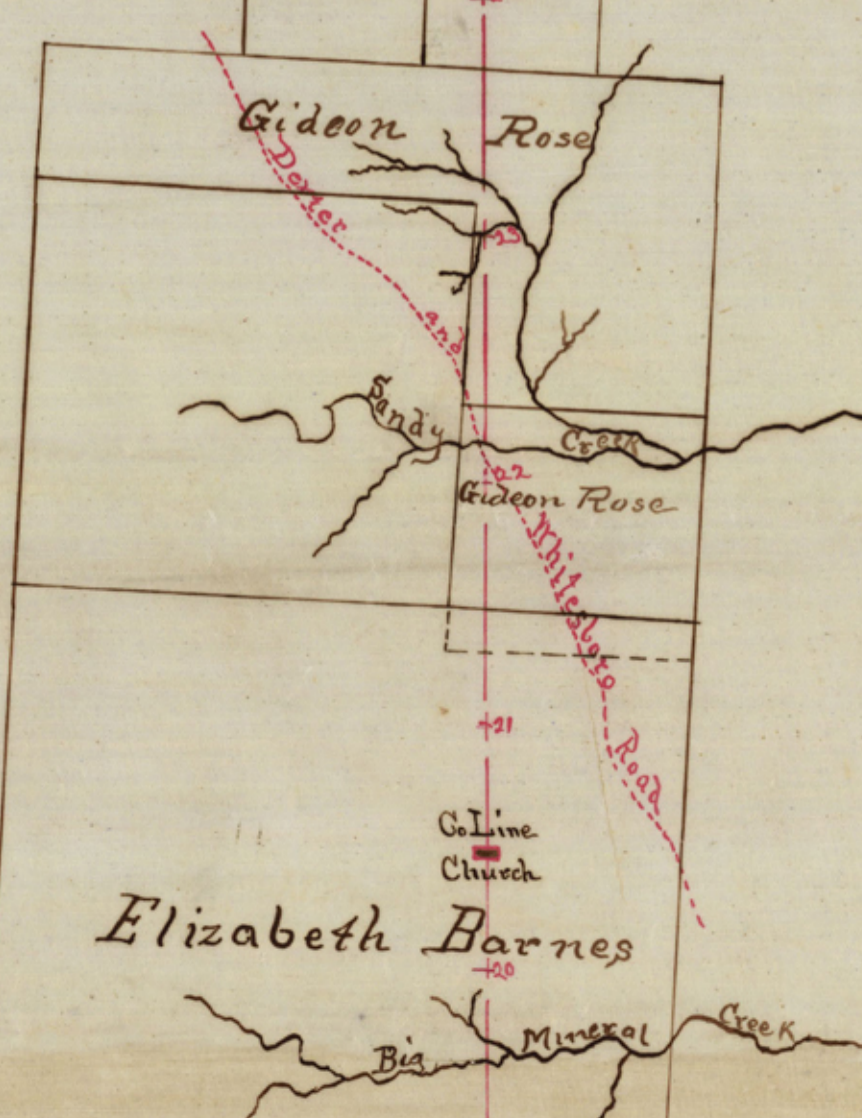 Gideon Rose
Dexter
23
and
Sandy Creek
22
Gideon Rose
Whitesboro
21
Road
Co Line
Church
Elizabeth Barnes
20
Big Mineral Creek